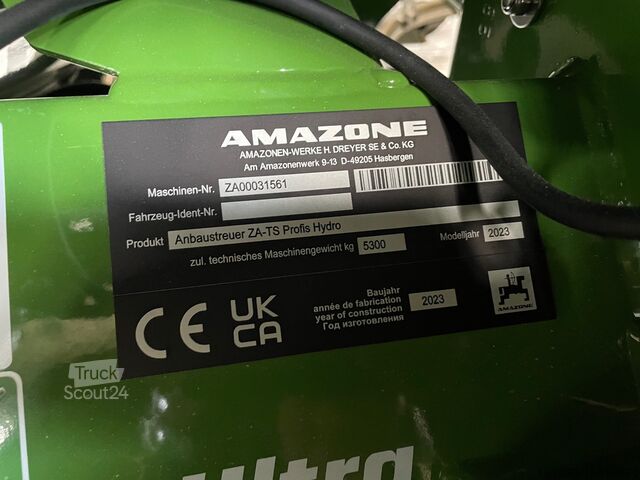 AMAZONE
AMAZONEN-WERKE H. DREYER SE & Co. KG
Am Amazonenwerk 9-13 D-49205 Hasbergen
Maschinen-Nr. ZA00031561
Fahrzeug-Ident-Nr.
Produkt Anbaustreuer ZA-TS Profis Hydro
zul. technisches Maschinengewicht kg 5300 Modelljahr 2023
CE UK
CA
Baujahr
année de fabrication
year of construction
Год изготовления
2023
AMAZONE
Truck
Scout24
Ultra